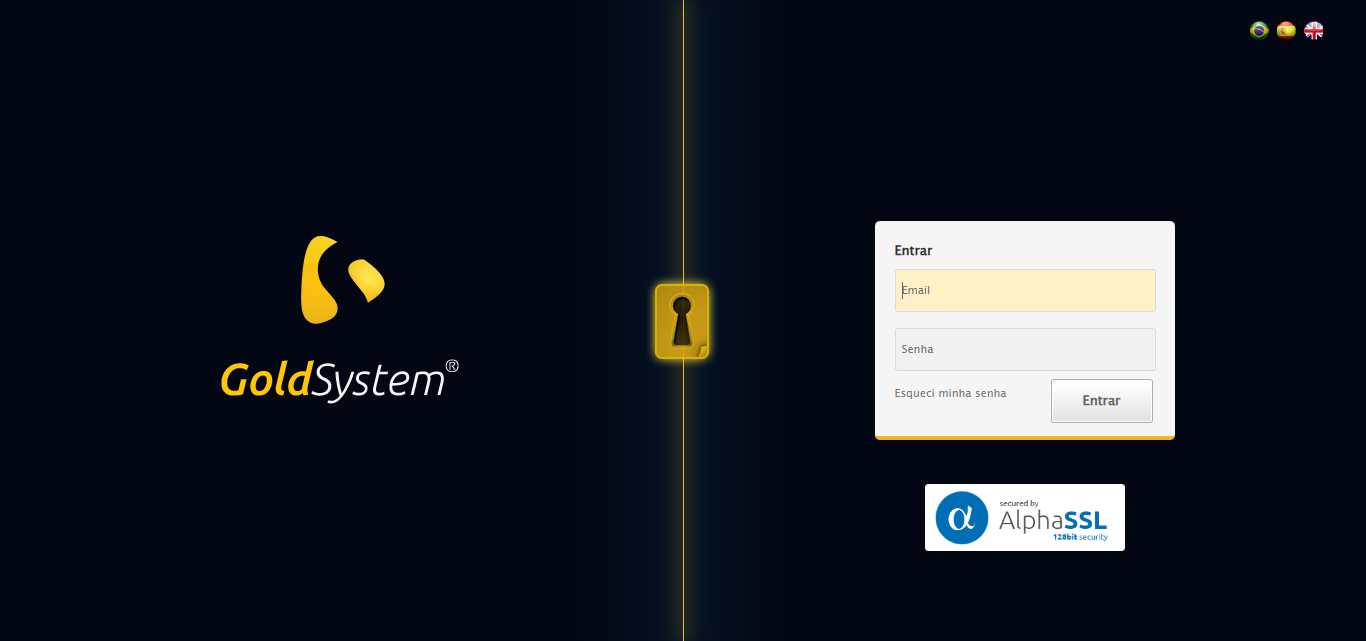 GoldSystem®
Entrar
Email
Senha
Esqueci minha senha
Entrar
secured by
AlphaSSL
128bit security